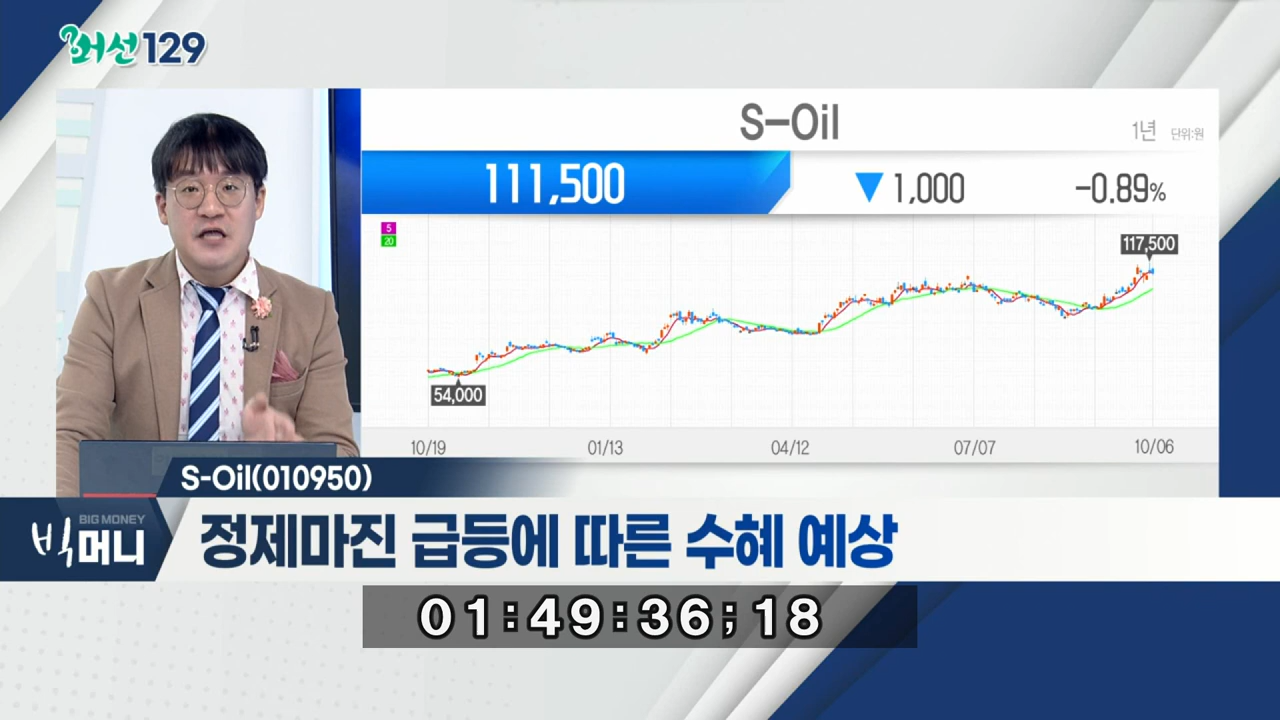 머선129
S-Oil
1년 단위:원
111,500 ▼1,000 -0.89%
5
20
117,500
54,000
10/19 01/13 04/12 07/07 10/06
S-Oil(010950)
BIG MONEY
빅머니
정제마진 급등에 따른 수혜 예상
01:49:36;18